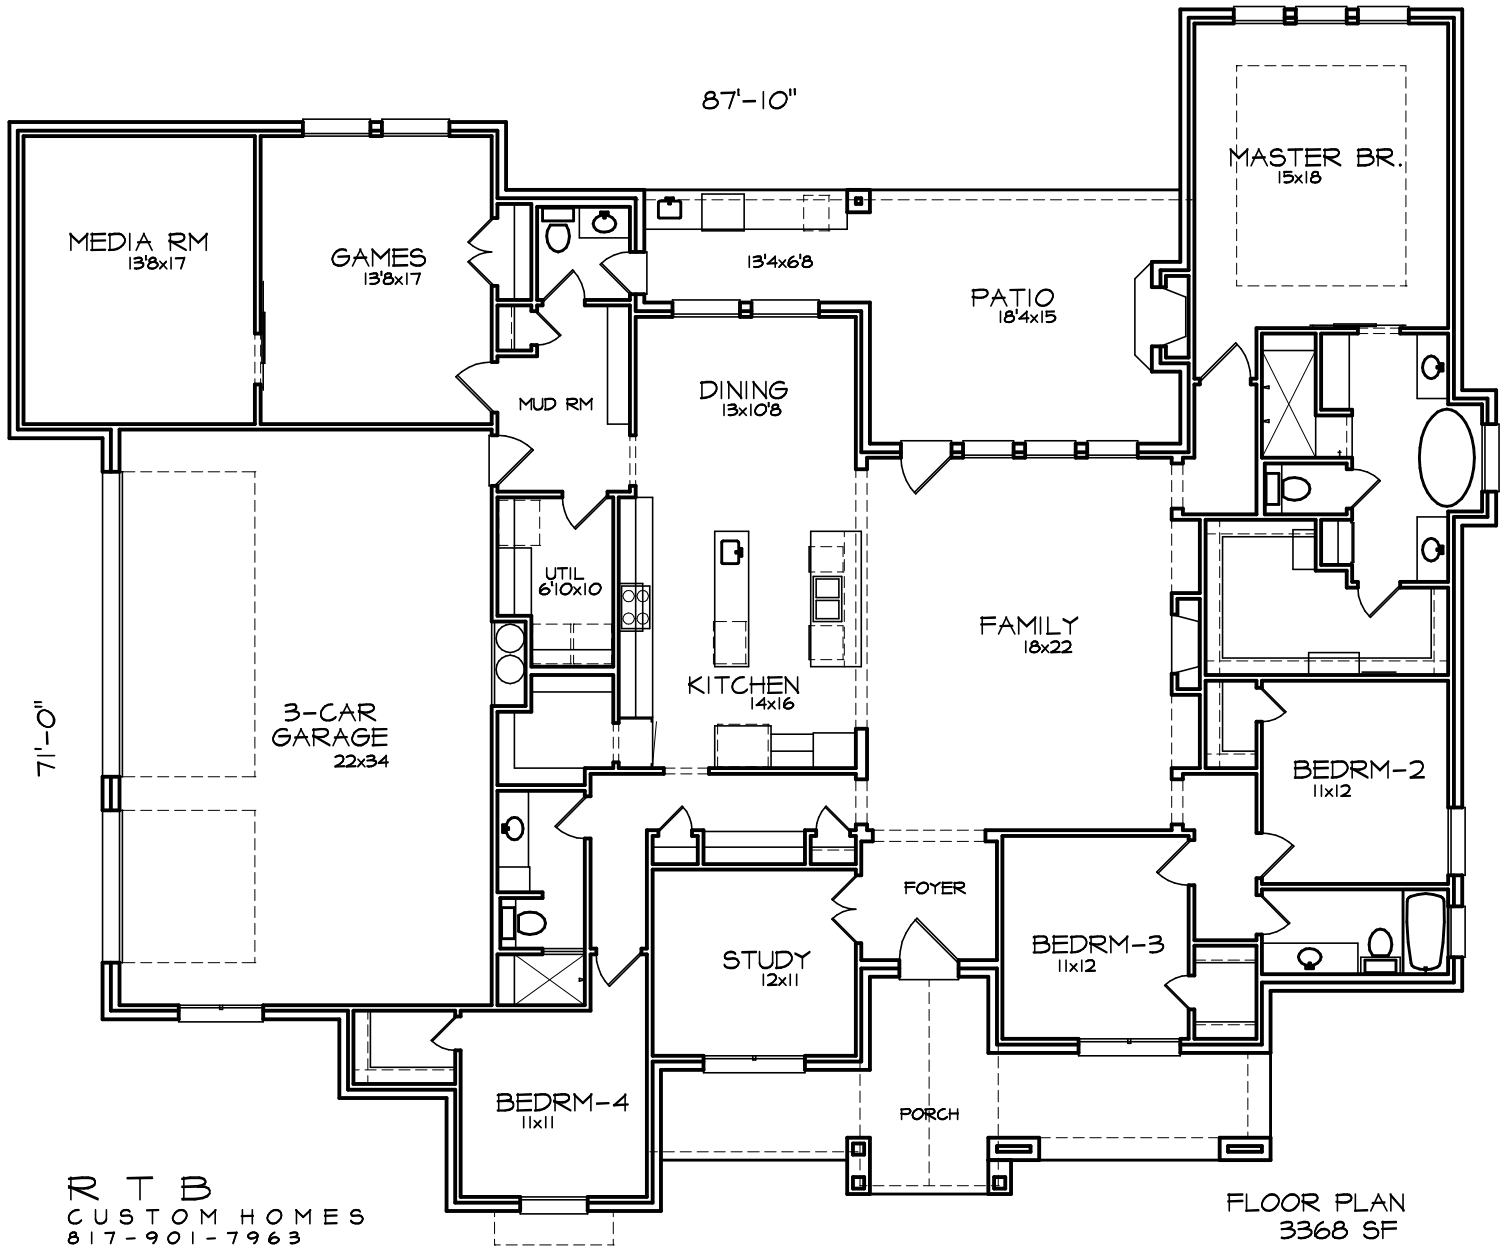 87'-10"
MASTER BR.
15x18
MEDIA RM
13'8x17
GAMES
13'8x17
13'4x6'8
PATIO
18'4x15
DINING
13x10'8
MUD RM
UTIL
6'10x10
FAMILY
18x22
KITCHEN
14x16
71'-0"
3-CAR
GARAGE
22x34
BEDRM-2
11x12
FOYER
BEDRM-3
11x12
STUDY
12x11
BEDRM-4
11x11
PORCH
RTB
CUSTOM HOMES
817-901-7963
FLOOR PLAN
3368 SF